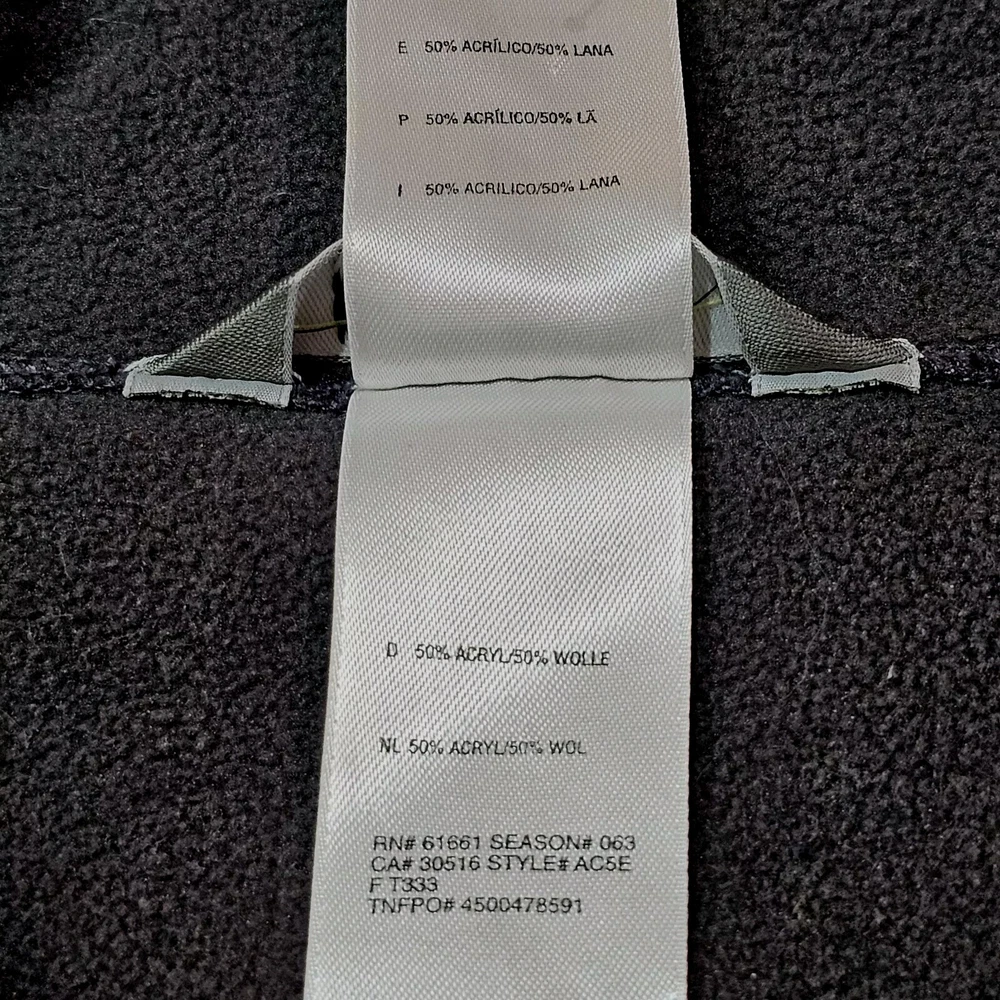 E 50% ACRÍLICO/50% LANA
P 50% ACRÍLICO/50% LÃ
I 50% ACRILICO/50% LANA
D 50% ACRYL/50% WOLLE
NL 50% ACRYL/50% WOL
RN# 61661 SEASON# 063
CA# 30516 STYLE# AC5E
F T333
TNFPO# 4500478591